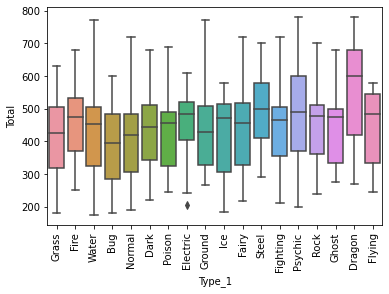 800
700
600
500
400
300
200
Total
Grass
Fire
Water
Bug
Normal
Dark
Poison
Electric
Ground
Ice
Fairy
Steel
Fighting
Psychic
Rock
Ghost
Dragon
Flying
Type_1